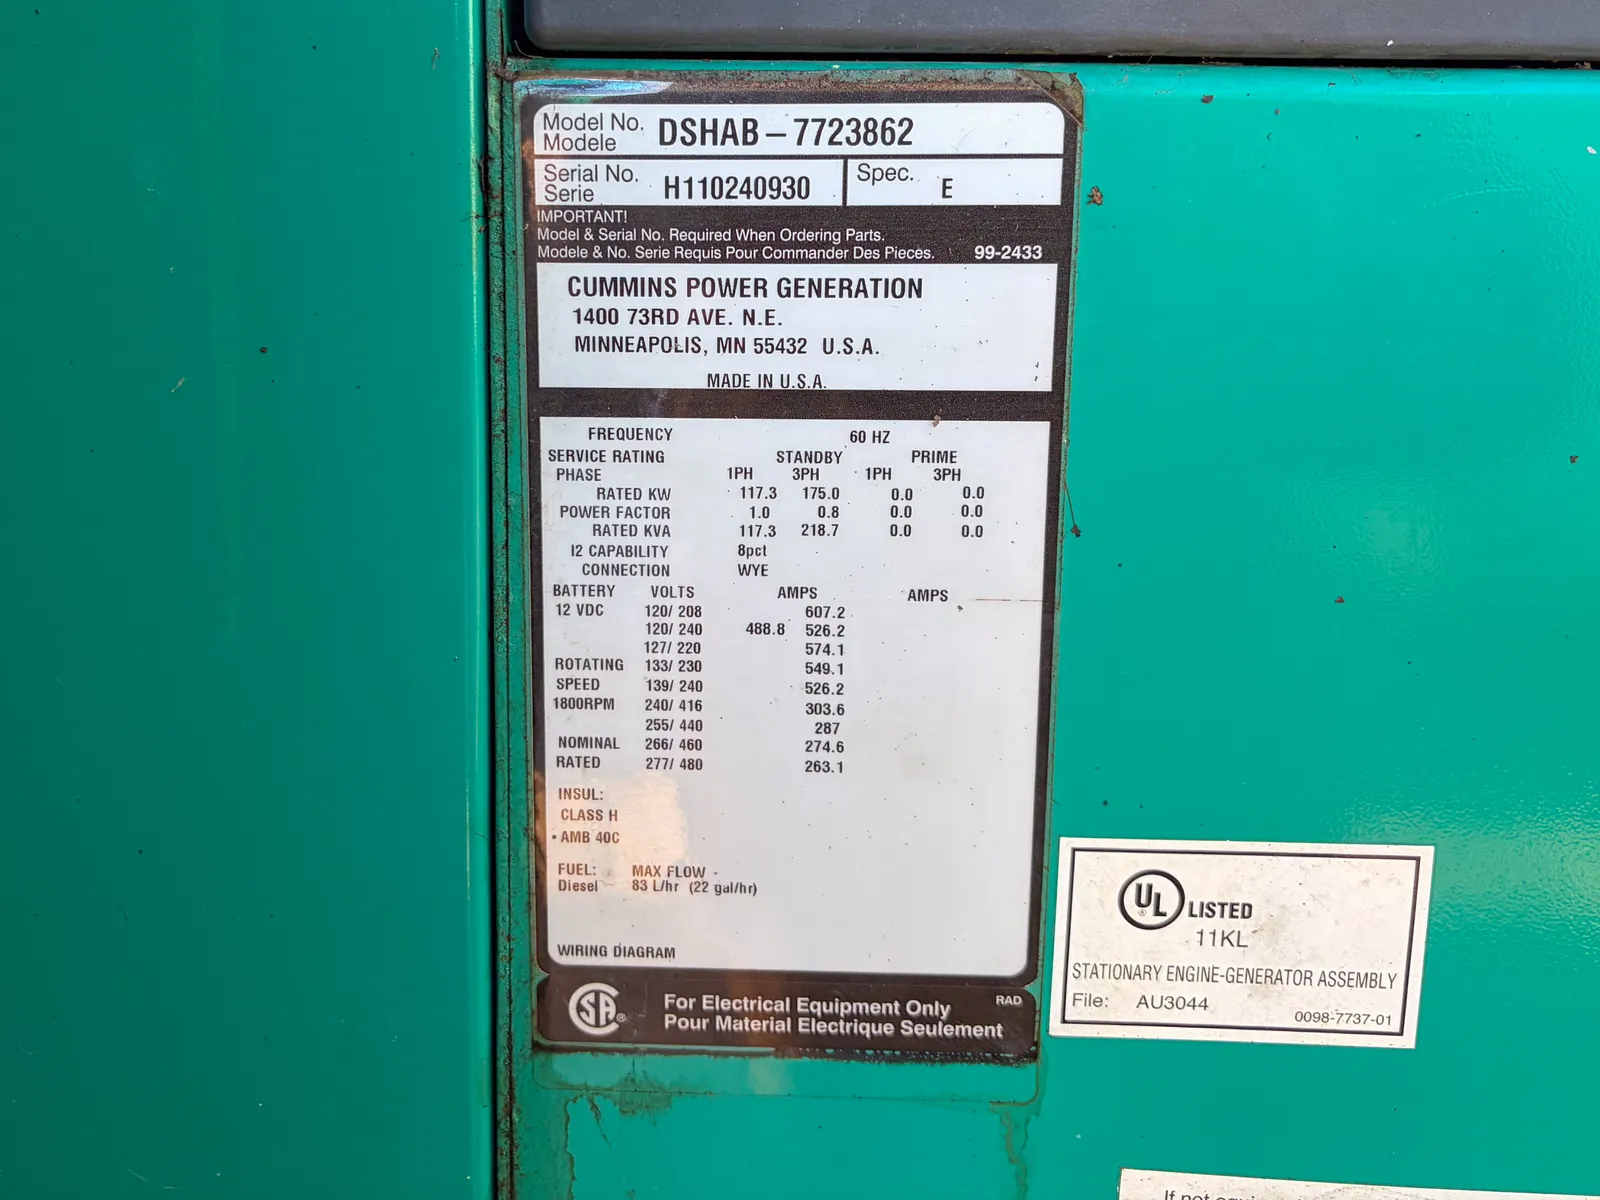 Model No.
Modele
DSHAB – 7723862
Serial No.
Serie
H110240930
Spec.
E
IMPORTANT!
Model & Serial No. Required When Ordering Parts.
Modele & No. Serie Requis Pour Commander Des Pieces. 99-2433
CUMMINS POWER GENERATION
1400 73RD AVE. N.E.
MINNEAPOLIS, MN 55432 U.S.A.
MADE IN U.S.A.
FREQUENCY 60 HZ
SERVICE RATING STANDBY PRIME
PHASE 1PH 3PH 1PH 3PH
RATED KW 117.3 175.0 0.0 0.0
POWER FACTOR 1.0 0.8 0.0 0.0
RATED KVA 117.3 218.7 0.0 0.0
I2 CAPABILITY 8pct
CONNECTION WYE
BATTERY VOLTS AMPS AMPS
12 VDC 120/ 208 607.2
120/ 240 488.8 526.2
127/ 220 574.1
ROTATING 133/ 230 549.1
SPEED 139/ 240 526.2
1800RPM 240/ 416 303.6
255/ 440 287
NOMINAL 266/ 460 274.6
RATED 277/ 480 263.1
INSUL:
CLASS H
AMB 40C
FUEL: MAX FLOW
Diesel 83 L/hr (22 gal/hr)
WIRING DIAGRAM
SA
For Electrical Equipment Only RAD
Pour Material Electrique Seulement
UL LISTED
11KL
STATIONARY ENGINE-GENERATOR ASSEMBLY
File: AU3044
0098-7737-01
If not